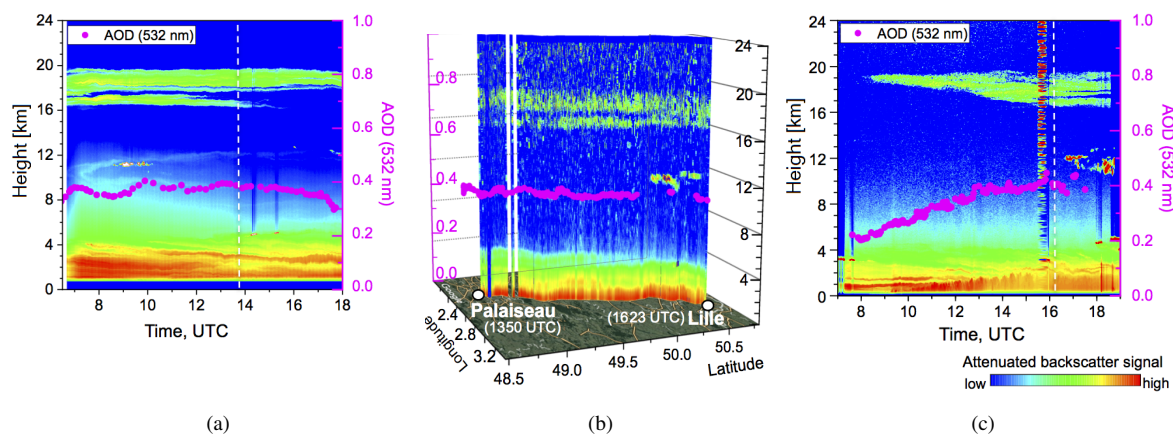 AOD (532 nm)
24
20
16
12
8
4
0
Height [km]
1.0
0.8
0.6
0.4
0.2
0.0
AOD (532 nm)
8 10 12 14 16 18
Time, UTC
(a)
0.8
0.6
0.4
0.2
0.0
24
20
16
12
8
4
Palaiseau
(1350 UTC)
(1623 UTC) Lille
2.4
2.8
3.2
Longitude
48.5 49.0 49.5 50.0 50.5
Latitude
(b)
AOD (532 nm)
24
20
16
12
8
4
0
Height [km]
1.0
0.8
0.6
0.4
0.2
0.0
AOD (532 nm)
8 10 12 14 16 18
Time, UTC
Attenuated backscatter signal
low high
(c)